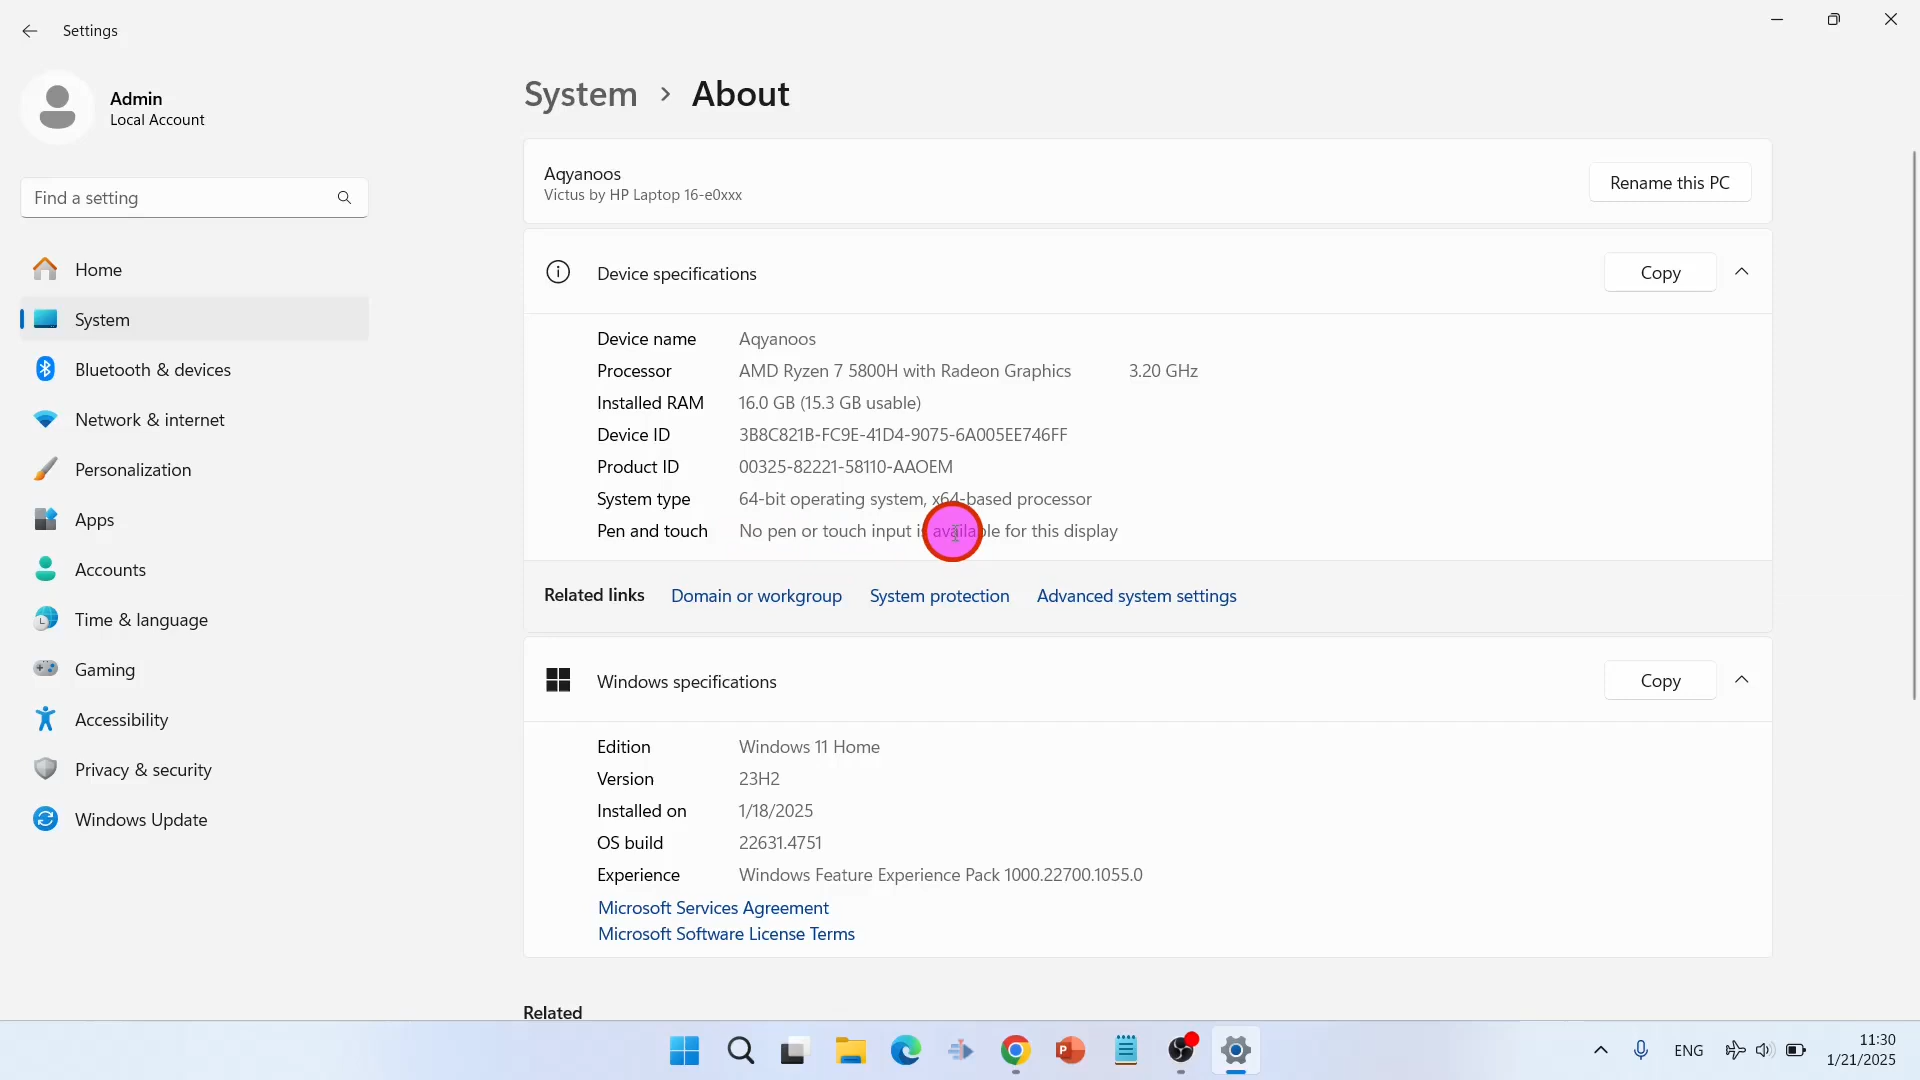 Settings
Admin
Local Account
Find a setting
Home
System
Bluetooth & devices
Network & internet
Personalization
Apps
Accounts
Time & language
Gaming
Accessibility
Privacy & security
Windows Update
System › About
Aqyanoos
Victus by HP Laptop 16-e0xxx
Rename this PC
Device specifications
Copy
Device name Aqyanoos
Processor AMD Ryzen 7 5800H with Radeon Graphics 3.20 GHz
Installed RAM 16.0 GB (15.3 GB usable)
Device ID 3B8C821B-FC9E-41D4-9075-6A005EE746FF
Product ID 00325-82221-58110-AAOEM
System type 64-bit operating system, x64-based processor
Pen and touch No pen or touch input is available for this display
Related links Domain or workgroup System protection Advanced system settings
Windows specifications
Copy
Edition Windows 11 Home
Version 23H2
Installed on 1/18/2025
OS build 22631.4751
Experience Windows Feature Experience Pack 1000.22700.1055.0
Microsoft Services Agreement
Microsoft Software License Terms
Related
ENG
11:30
1/21/2025